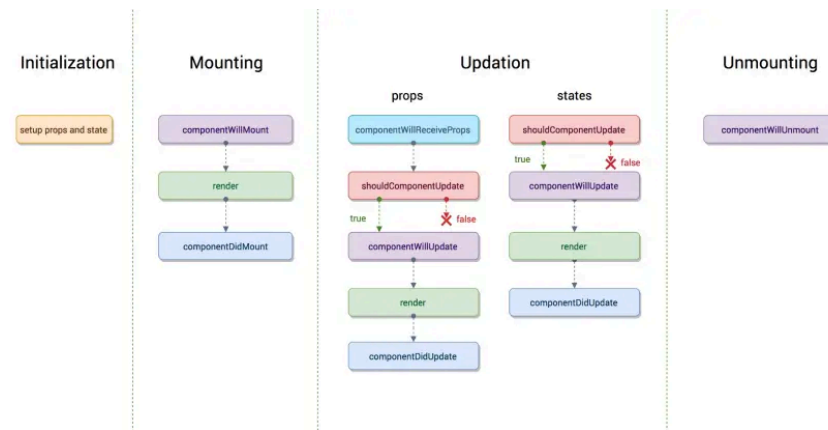 Initialization
setup props and state
Mounting
componentWillMount
render
componentDidMount
Updation
props
componentWillReceiveProps
shouldComponentUpdate
true
false
componentWillUpdate
render
componentDidUpdate
states
shouldComponentUpdate
true
false
componentWillUpdate
render
componentDidUpdate
Unmounting
componentWillUnmount